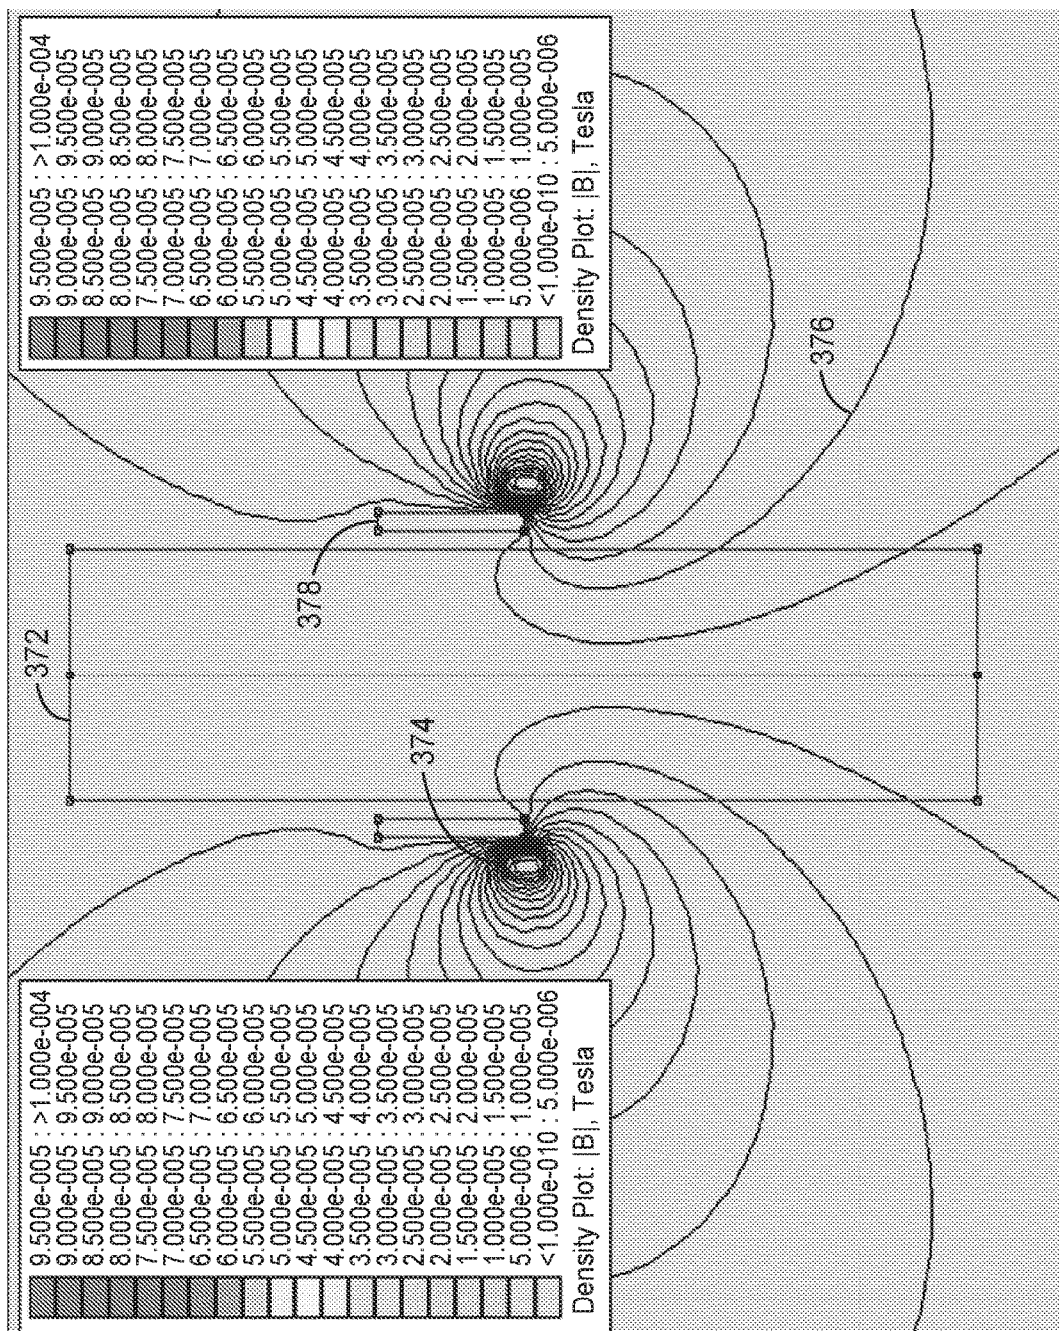 9.500e-005 : >1.000e-004
9.000e-005 : 9.500e-005
8.500e-005 : 9.000e-005
8.000e-005 : 8.500e-005
7.500e-005 : 8.000e-005
7.000e-005 : 7.500e-005
6.500e-005 : 7.000e-005
6.000e-005 : 6.500e-005
5.500e-005 : 6.000e-005
5.000e-005 : 5.500e-005
4.500e-005 : 5.000e-005
4.000e-005 : 4.500e-005
3.500e-005 : 4.000e-005
3.000e-005 : 3.500e-005
2.500e-005 : 3.000e-005
2.000e-005 : 2.500e-005
1.500e-005 : 2.000e-005
1.000e-005 : 1.500e-005
5.000e-006 : 1.000e-005
<1.000e-010 : 5.000e-006
Density Plot: |B|, Tesla
372
9.500e-005 : >1.000e-004
9.000e-005 : 9.500e-005
8.500e-005 : 9.000e-005
8.000e-005 : 8.500e-005
7.500e-005 : 8.000e-005
7.000e-005 : 7.500e-005
6.500e-005 : 7.000e-005
6.000e-005 : 6.500e-005
5.500e-005 : 6.000e-005
5.000e-005 : 5.500e-005
4.500e-005 : 5.000e-005
4.000e-005 : 4.500e-005
3.500e-005 : 4.000e-005
3.000e-005 : 3.500e-005
2.500e-005 : 3.000e-005
2.000e-005 : 2.500e-005
1.500e-005 : 2.000e-005
1.000e-005 : 1.500e-005
5.000e-006 : 1.000e-005
<1.000e-010 : 5.000e-006
Density Plot: |B|, Tesla
378
374
376